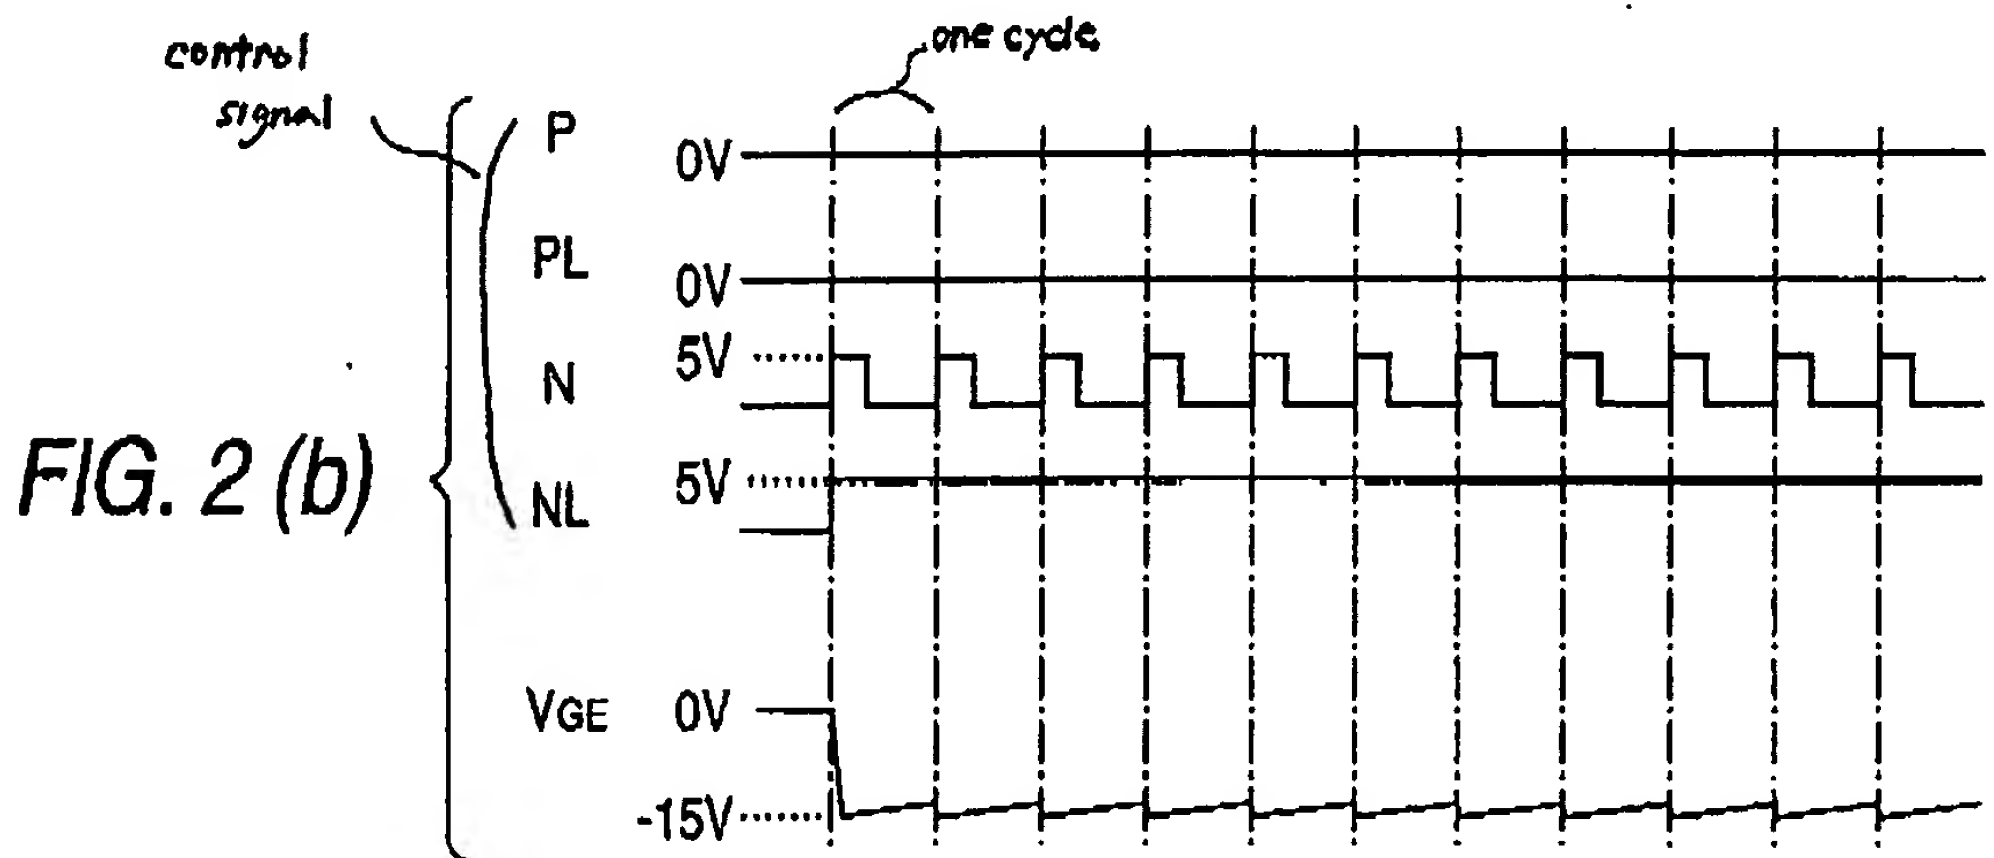 control
signal
one cycle
P
0V
PL
0V
5V
N
FIG. 2 (b)
5V
NL
VGE
0V
-15V